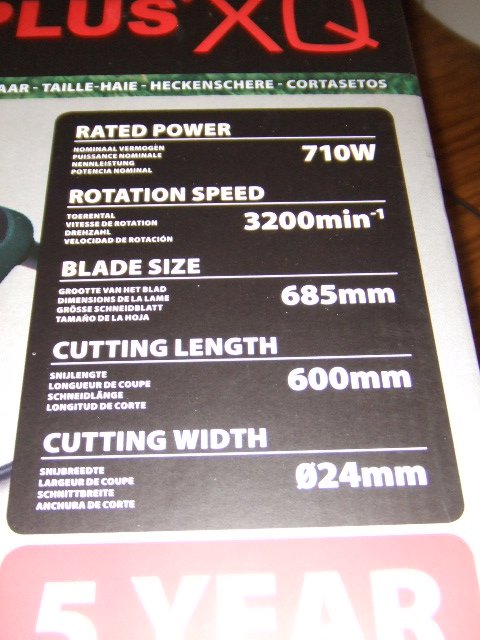 PLUS XQ
AAR - TAILLE-HAIE - HECKENSCHERE - CORTASETOS
RATED POWER
NOMINAAL VERMOGËN
PUISSANCE NOMINALE
NENNLEISTUNG
POTENCIA NOMINAL
710W
ROTATION SPEED
TOERENTAL
VITESSE DE ROTATION
DREHZAHL
VELOCIDAD DE ROTACIÓN
3200min⁻¹
BLADE SIZE
GROOTTE VAN HET BLAD
DIMENSIONS DE LA LAME
GRÖSSE SCHNEIDBLATT
TAMAÑO DE LA HOJA
685mm
CUTTING LENGTH
SNIJLENGTE
LONGUEUR DE COUPE
SCHNEIDLÄNGE
LONGITUD DE CORTE
600mm
CUTTING WIDTH
SNIJBREEDTE
LARGEUR DE COUPE
SCHNITTBREITE
ANCHURA DE CORTE
Ø24mm
5 YEAR